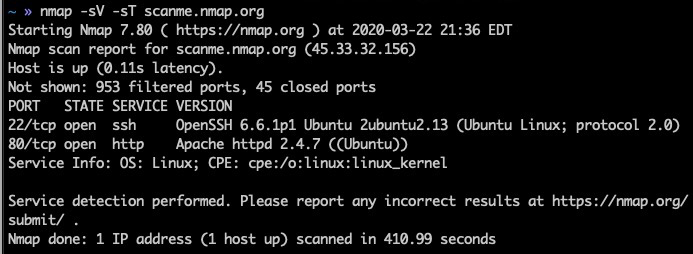 ~ » nmap -sV -sT scanme.nmap.org
Starting Nmap 7.80 ( https://nmap.org ) at 2020-03-22 21:36 EDT
Nmap scan report for scanme.nmap.org (45.33.32.156)
Host is up (0.11s latency).
Not shown: 953 filtered ports, 45 closed ports
PORT   STATE SERVICE VERSION
22/tcp open  ssh     OpenSSH 6.6.1p1 Ubuntu 2ubuntu2.13 (Ubuntu Linux; protocol 2.0)
80/tcp open  http    Apache httpd 2.4.7 ((Ubuntu))
Service Info: OS: Linux; CPE: cpe:/o:linux:linux_kernel

Service detection performed. Please report any incorrect results at https://nmap.org/
submit/ .
Nmap done: 1 IP address (1 host up) scanned in 410.99 seconds